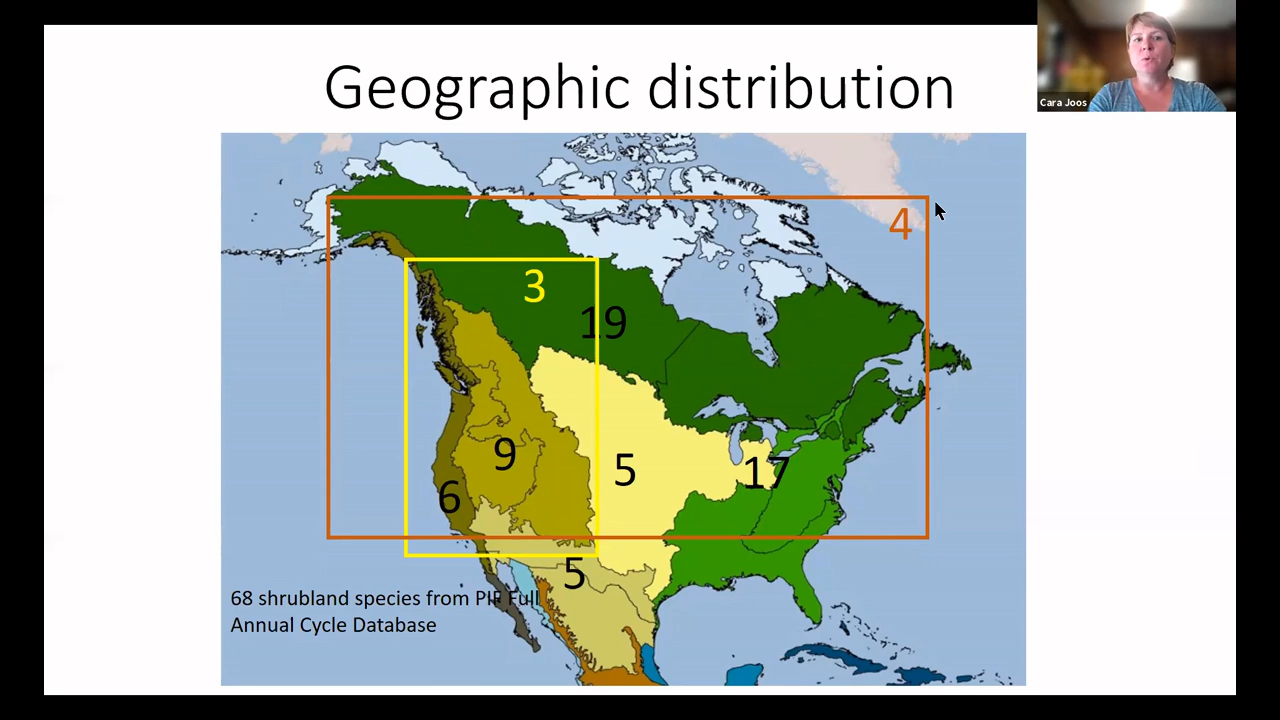 Geographic distribution
Cara Joos
4
3
19
9
5
17
6
5
68 shrubland species from PIF Full
Annual Cycle Database